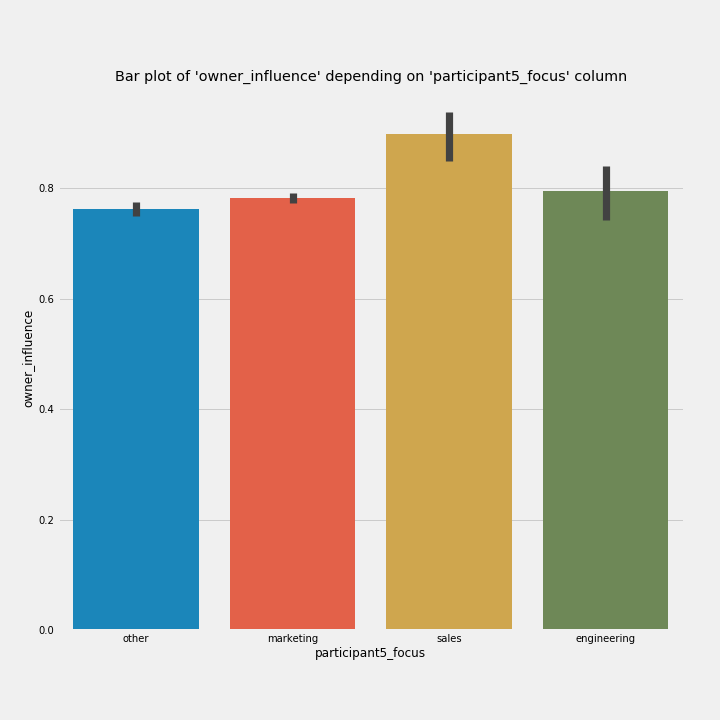 Bar plot of 'owner_influence' depending on 'participant5_focus' column
owner_influence
0.8
0.6
0.4
0.2
0.0
other
marketing
sales
engineering
participant5_focus